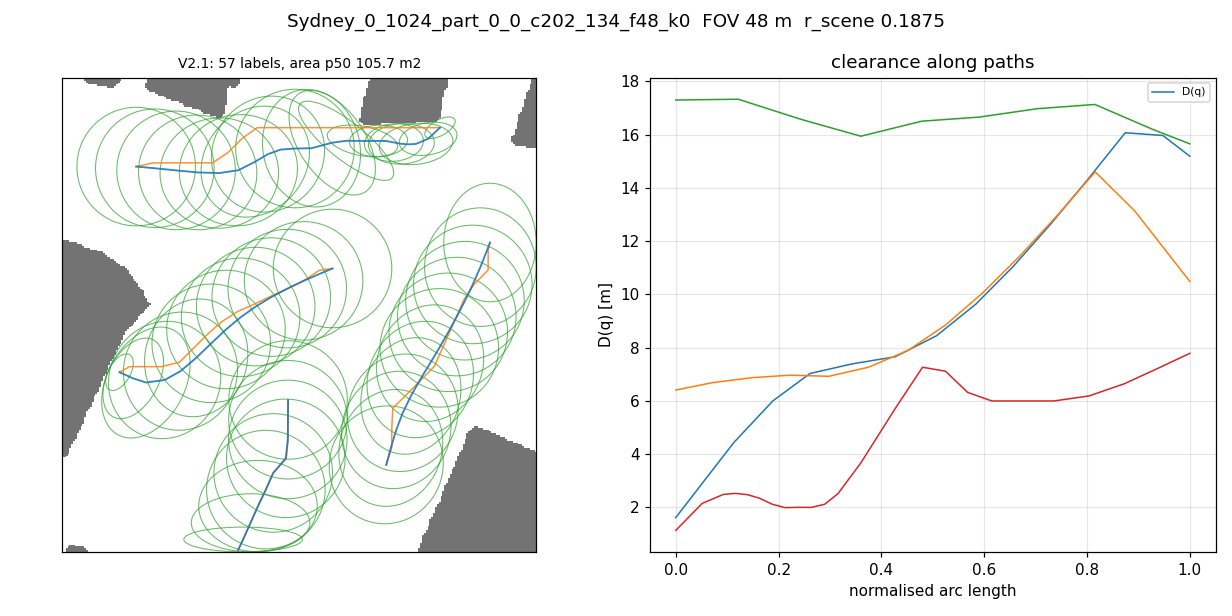 Sydney_0_1024_part_0_0_c202_134_f48_k0 FOV 48 m r_scene 0.1875
V2.1: 57 labels, area p50 105.7 m2
clearance along paths
D(q)
18
16
14
12
10
8
6
4
2
D(q) [m]
0.0 0.2 0.4 0.6 0.8 1.0
normalised arc length